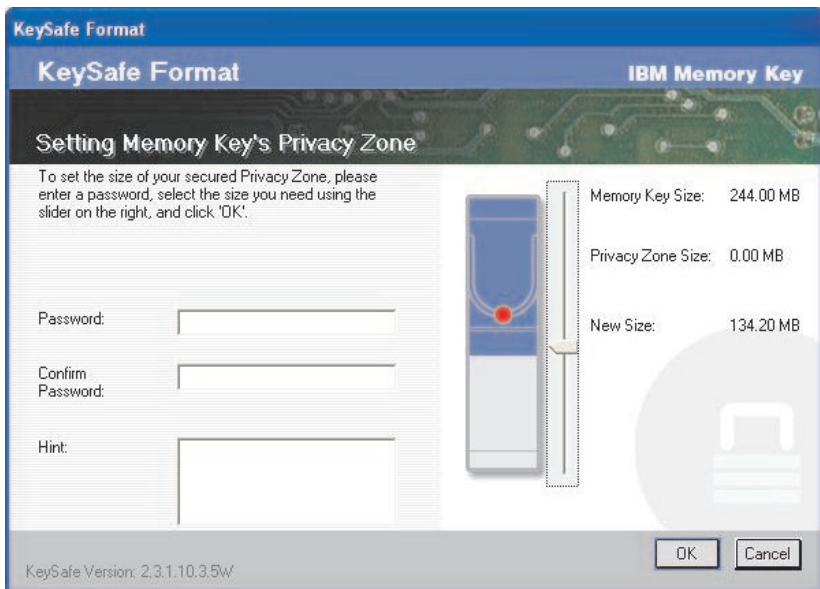 KeySafe Format
KeySafe Format
IBM Memory Key
Setting Memory Key's Privacy Zone
To set the size of your secured Privacy Zone, please
enter a password, select the size you need using the
slider on the right, and click 'OK'.
Password:
Confirm
Password:
Hint:
Memory Key Size: 244.00 MB
Privacy Zone Size: 0.00 MB
New Size: 134.20 MB
OK
Cancel
KeySafe Version: 2.3.1.10.3.5W